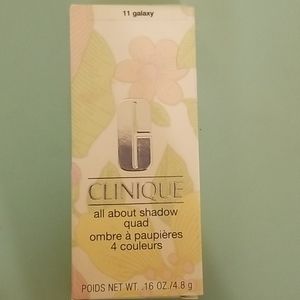 11 galaxy
CLINIQUE
all about shadow
quad
ombre à paupières
4 couleurs
POIDS NET WT. .16 OZ./4.8 g